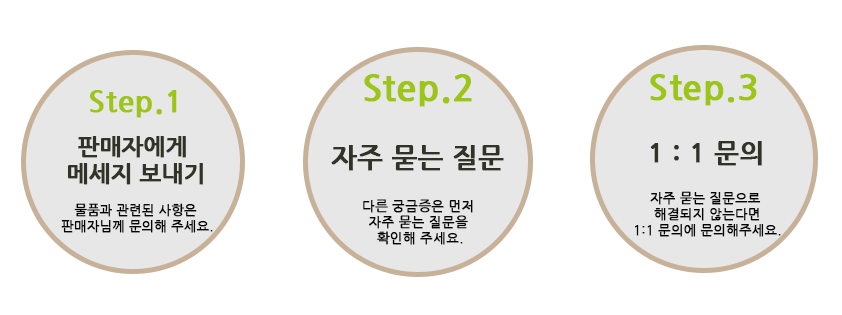 Step.1
판매자에게
메세지 보내기
물품과 관련된 사항은
판매자님께 문의해 주세요.
Step.2
자주 묻는 질문
다른 궁금증은 먼저
자주 묻는 질문을
확인해 주세요.
Step.3
1 : 1 문의
자주 묻는 질문으로
해결되지 않는다면
1:1 문의에 문의해주세요.